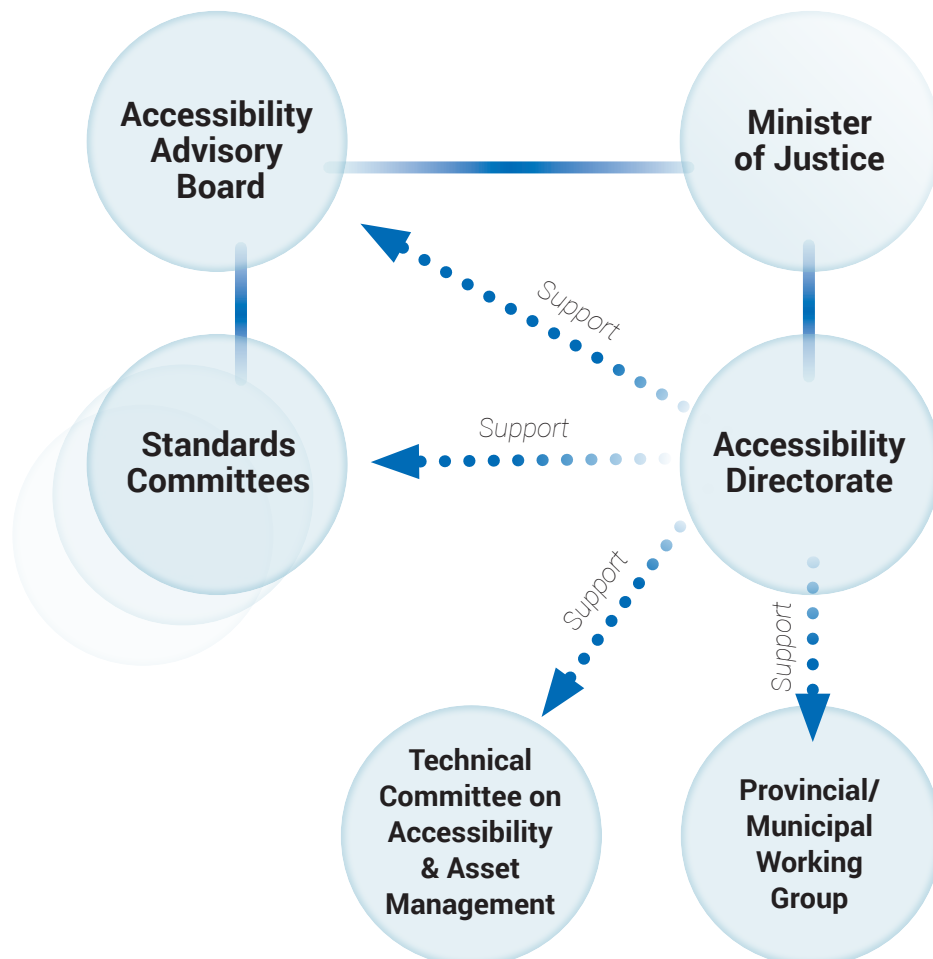 Accessibility
Advisory
Board
Minister
of Justice
Support
Standards
Committees
Support
Accessibility
Directorate
Support
Support
Technical
Committee on
Accessibility
& Asset
Management
Provincial/
Municipal
Working
Group